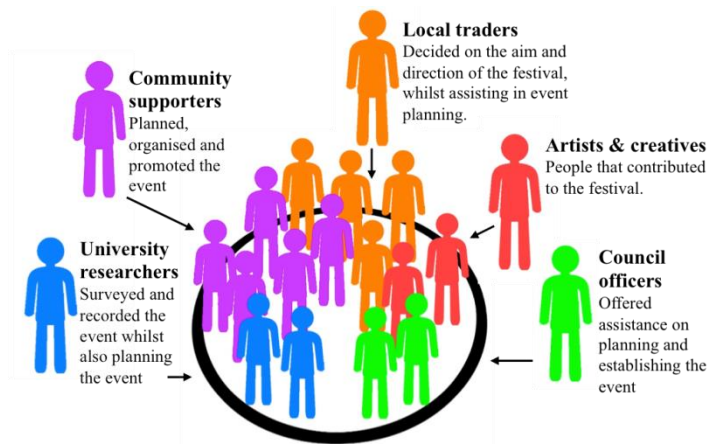 Local traders
Decided on the aim and
direction of the festival,
whilst assisting in event
planning.
Community
supporters
Planned,
organised and
promoted the
event
Artists & creatives
People that contributed
to the festival.
University
researchers
Surveyed and
recorded the
event whilst
also planning
the event
Council
officers
Offered
assistance on
planning and
establishing the
event